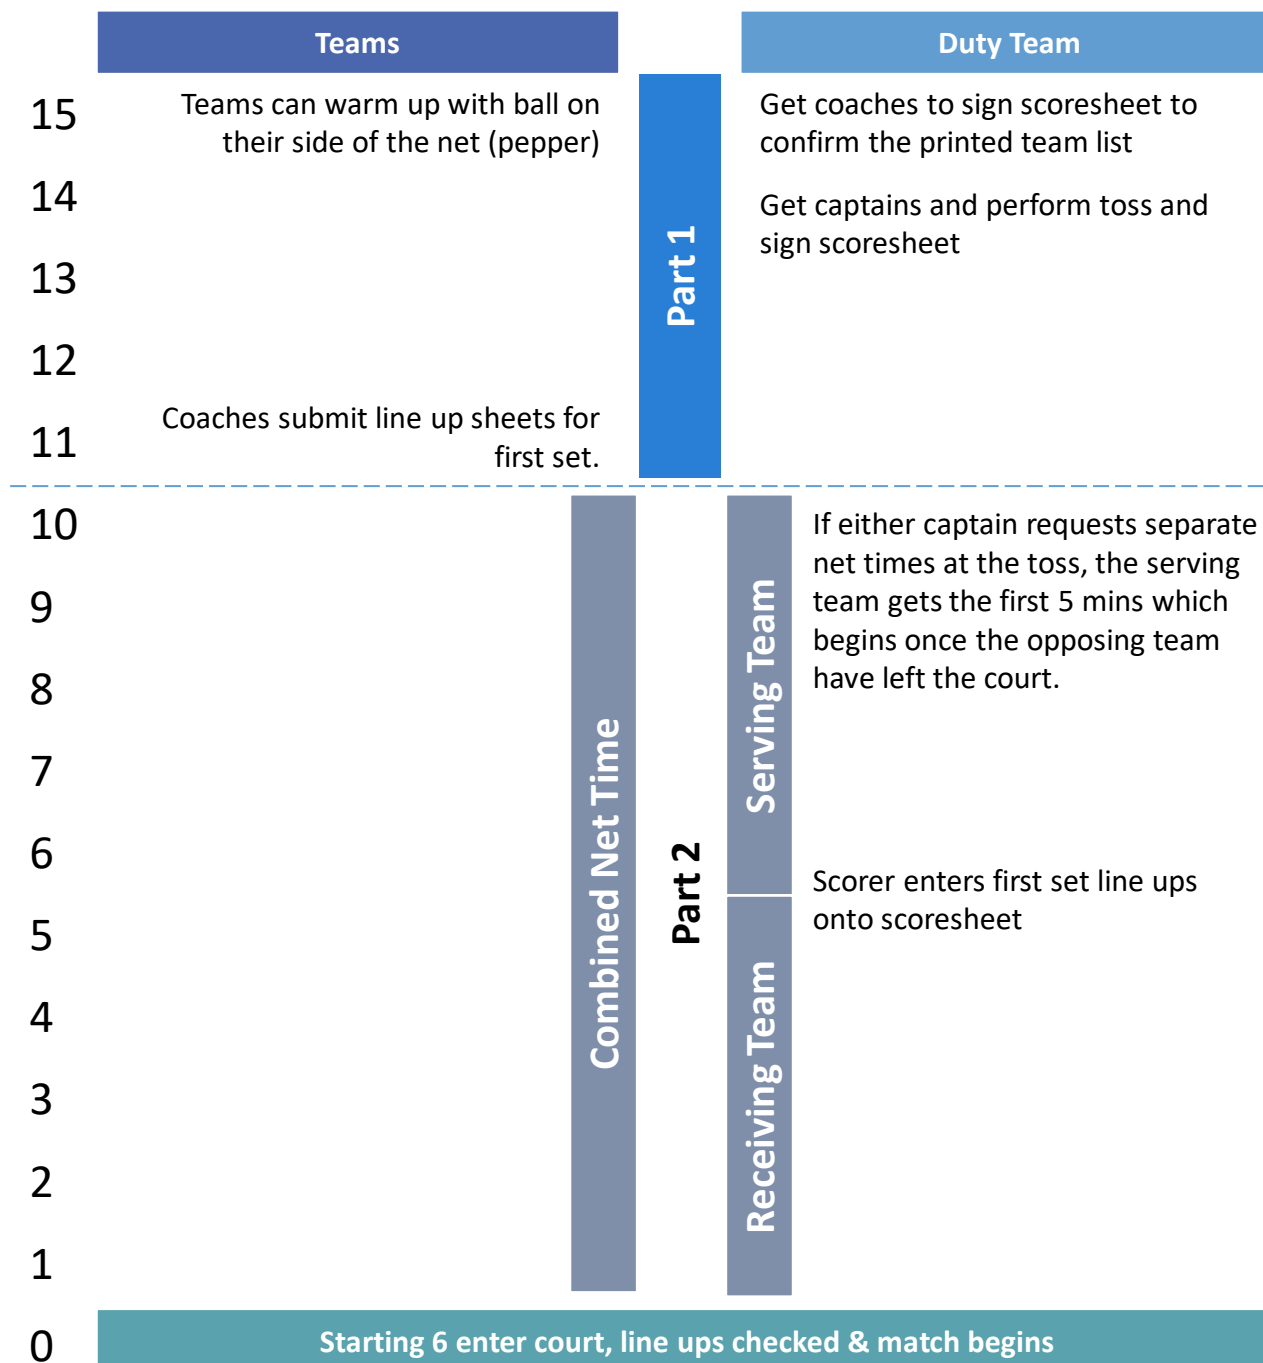 Teams
Duty Team
15
Teams can warm up with ball on
their side of the net (pepper)
Get coaches to sign scoresheet to
confirm the printed team list
14
Get captains and perform toss and
sign scoresheet
13
Part 1
12
11
Coaches submit line up sheets for
first set.
10
If either captain requests separate
net times at the toss, the serving
team gets the first 5 mins which
begins once the opposing team
have left the court.
9
8
7
6
5
4
3
2
1
Combined Net Time
Part 2
Serving Team
Receiving Team
Scorer enters first set line ups
onto scoresheet
0
Starting 6 enter court, line ups checked & match begins